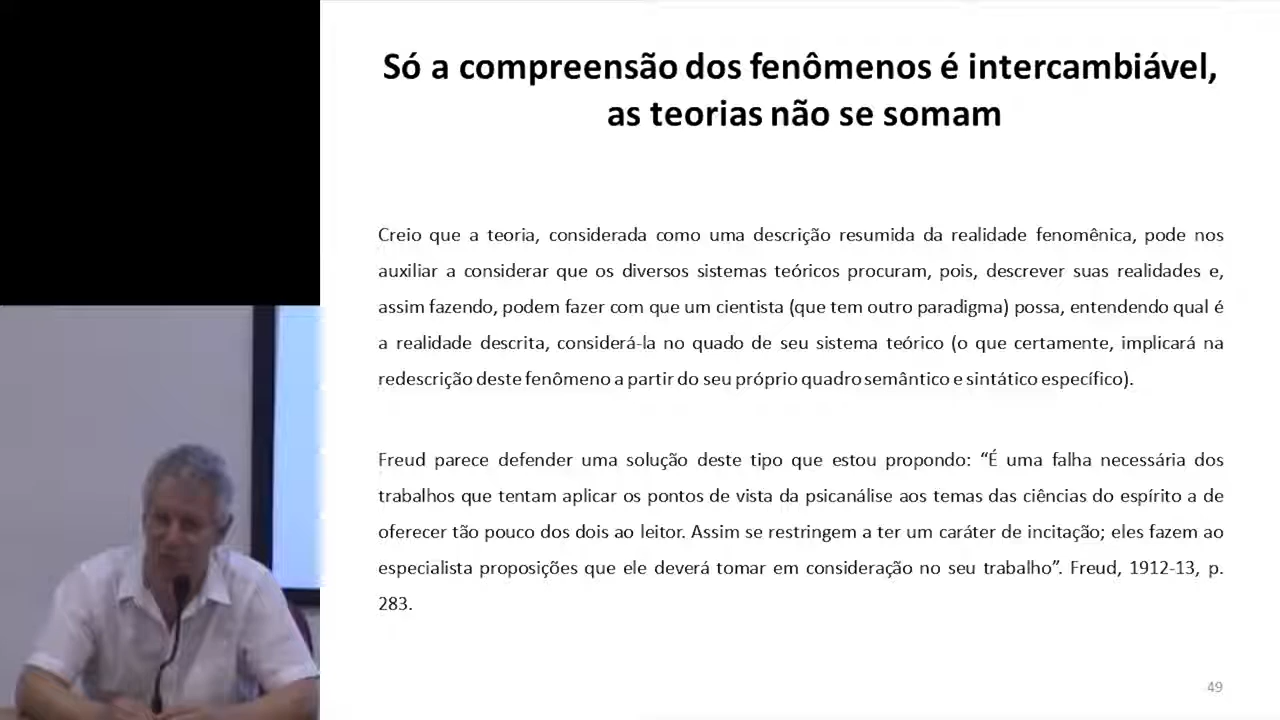 Só a compreensão dos fenômenos é intercambiável,
as teorias não se somam
Creio que a teoria, considerada como uma descrição resumida da realidade fenomênica, pode nos
auxiliar a considerar que os diversos sistemas teóricos procuram, pois, descrever suas realidades e,
assim fazendo, podem fazer com que um cientista (que tem outro paradigma) possa, entendendo qual é
a realidade descrita, considerá-la no quado de seu sistema teórico (o que certamente, implicará na
redescrição deste fenômeno a partir do seu próprio quadro semântico e sintático específico).
Freud parece defender uma solução deste tipo que estou propondo: “É uma falha necessária dos
trabalhos que tentam aplicar os pontos de vista da psicanálise aos temas das ciências do espírito a de
oferecer tão pouco dos dois ao leitor. Assim se restringem a ter um caráter de incitação; eles fazem ao
especialista proposições que ele deverá tomar em consideração no seu trabalho”. Freud, 1912-13, p.
283.
49